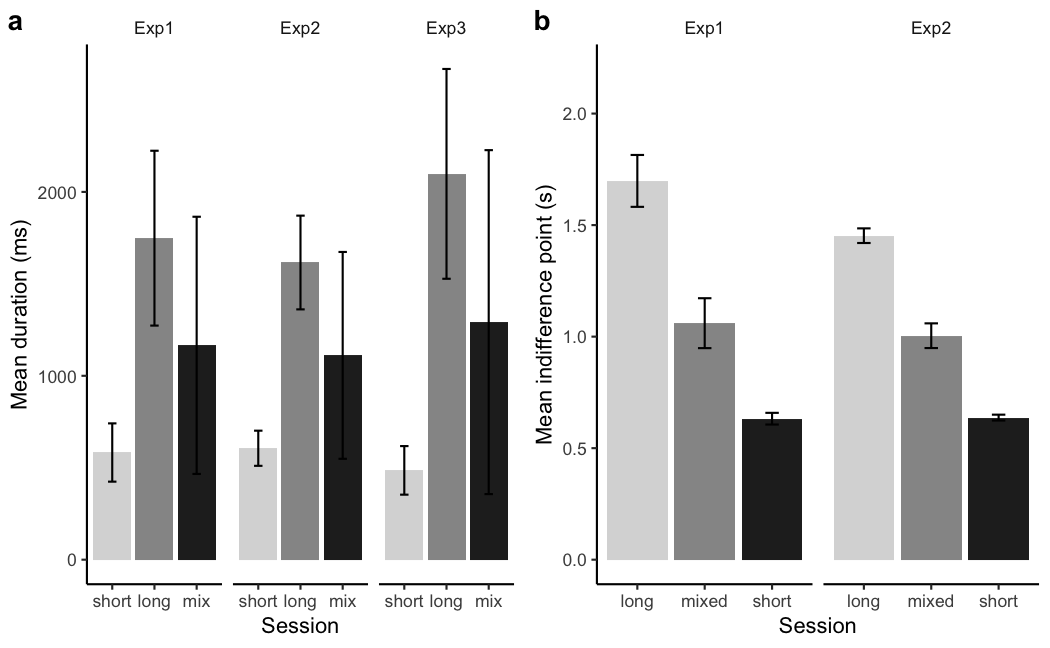 a
Exp1 Exp2 Exp3
Mean duration (ms)
2000
1000
0
short long mix short long mix short long mix
Session
b
Exp1 Exp2
Mean indifference point (s)
2.0
1.5
1.0
0.5
0.0
long mixed short long mixed short
Session